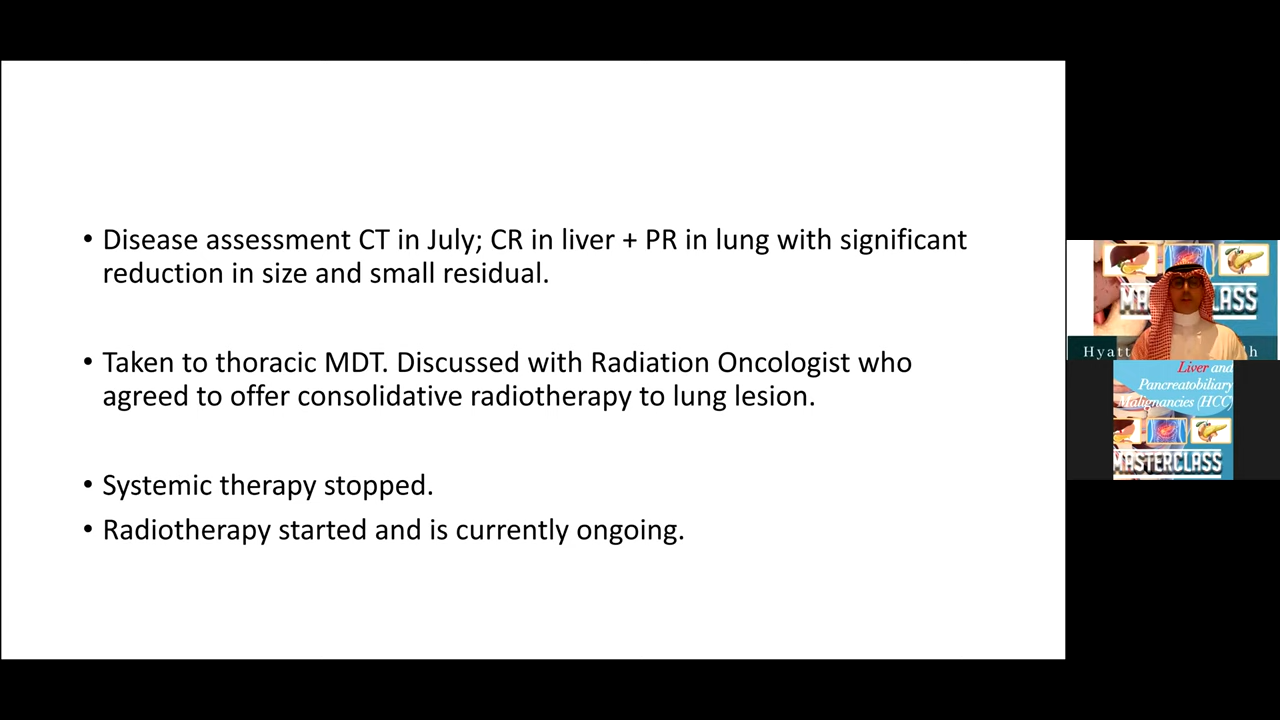 • Disease assessment CT in July; CR in liver + PR in lung with significant
reduction in size and small residual.
• Taken to thoracic MDT. Discussed with Radiation Oncologist who
agreed to offer consolidative radiotherapy to lung lesion.
• Systemic therapy stopped.
• Radiotherapy started and is currently ongoing.
Hyatt
Liver and
Pancreatobiliary
Malignancies (HCC)
MASTERCLASS